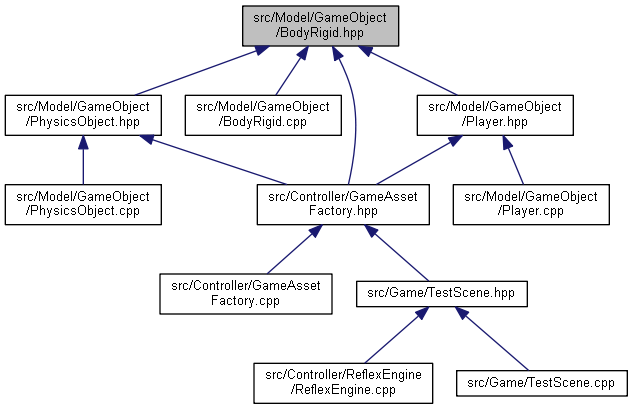 src/Model/GameObject
/BodyRigid.hpp
src/Model/GameObject
/PhysicsObject.hpp
src/Model/GameObject
/BodyRigid.cpp
src/Model/GameObject
/Player.hpp
src/Model/GameObject
/PhysicsObject.cpp
src/Controller/GameAsset
Factory.hpp
src/Model/GameObject
/Player.cpp
src/Controller/GameAsset
Factory.cpp
src/Game/TestScene.hpp
src/Controller/ReflexEngine
/ReflexEngine.cpp
src/Game/TestScene.cpp